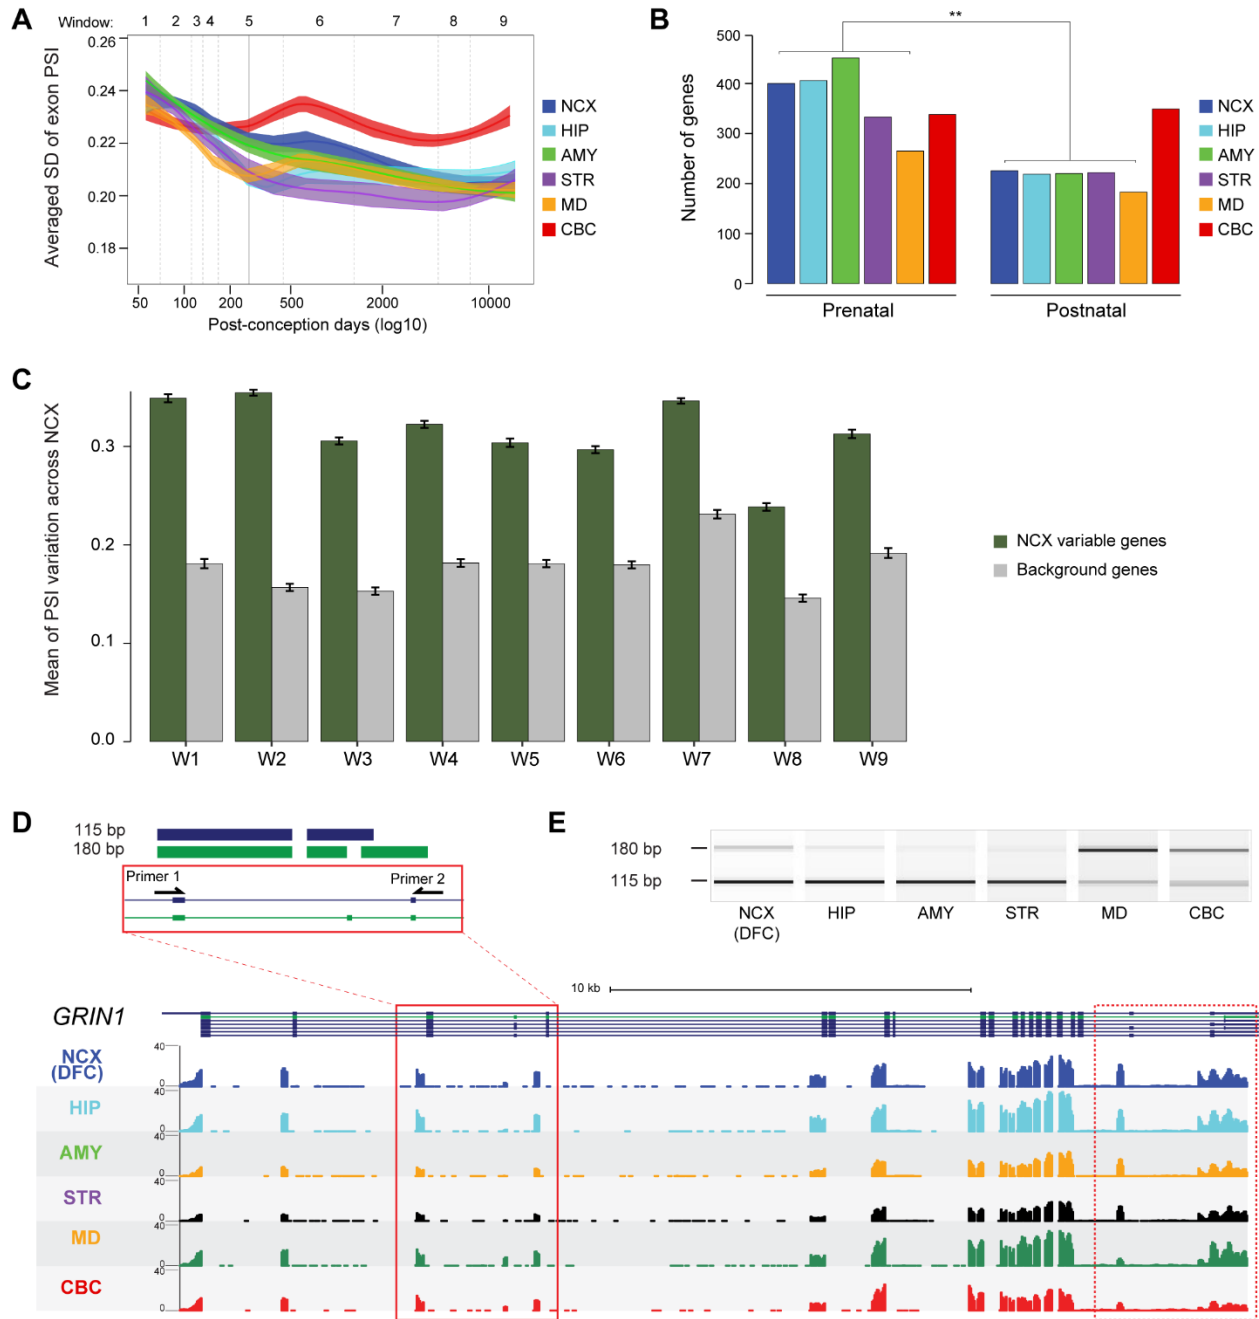 A
Window: 1 2 3 4 5 6 7 8 9
Averaged SD of exon PSI
0.26
0.24
0.22
0.20
0.18
50 100 200 500 2000 10000
Post-conception days (log10)
NCX
HIP
AMY
STR
MD
CBC
B
**
Number of genes
500
400
300
200
100
0
Prenatal Postnatal
NCX
HIP
AMY
STR
MD
CBC
C
Mean of PSI variation across NCX
0.3
0.2
0.1
0.0
W1 W2 W3 W4 W5 W6 W7 W8 W9
NCX variable genes
Background genes
D
115 bp
180 bp
Primer 1 Primer 2
E
180 bp
115 bp
NCX HIP AMY STR MD CBC
(DFC)
10 kb
GRIN1
NCX
(DFC)
40
0
HIP
40
0
AMY
40
0
STR
40
0
MD
40
0
CBC
40
0